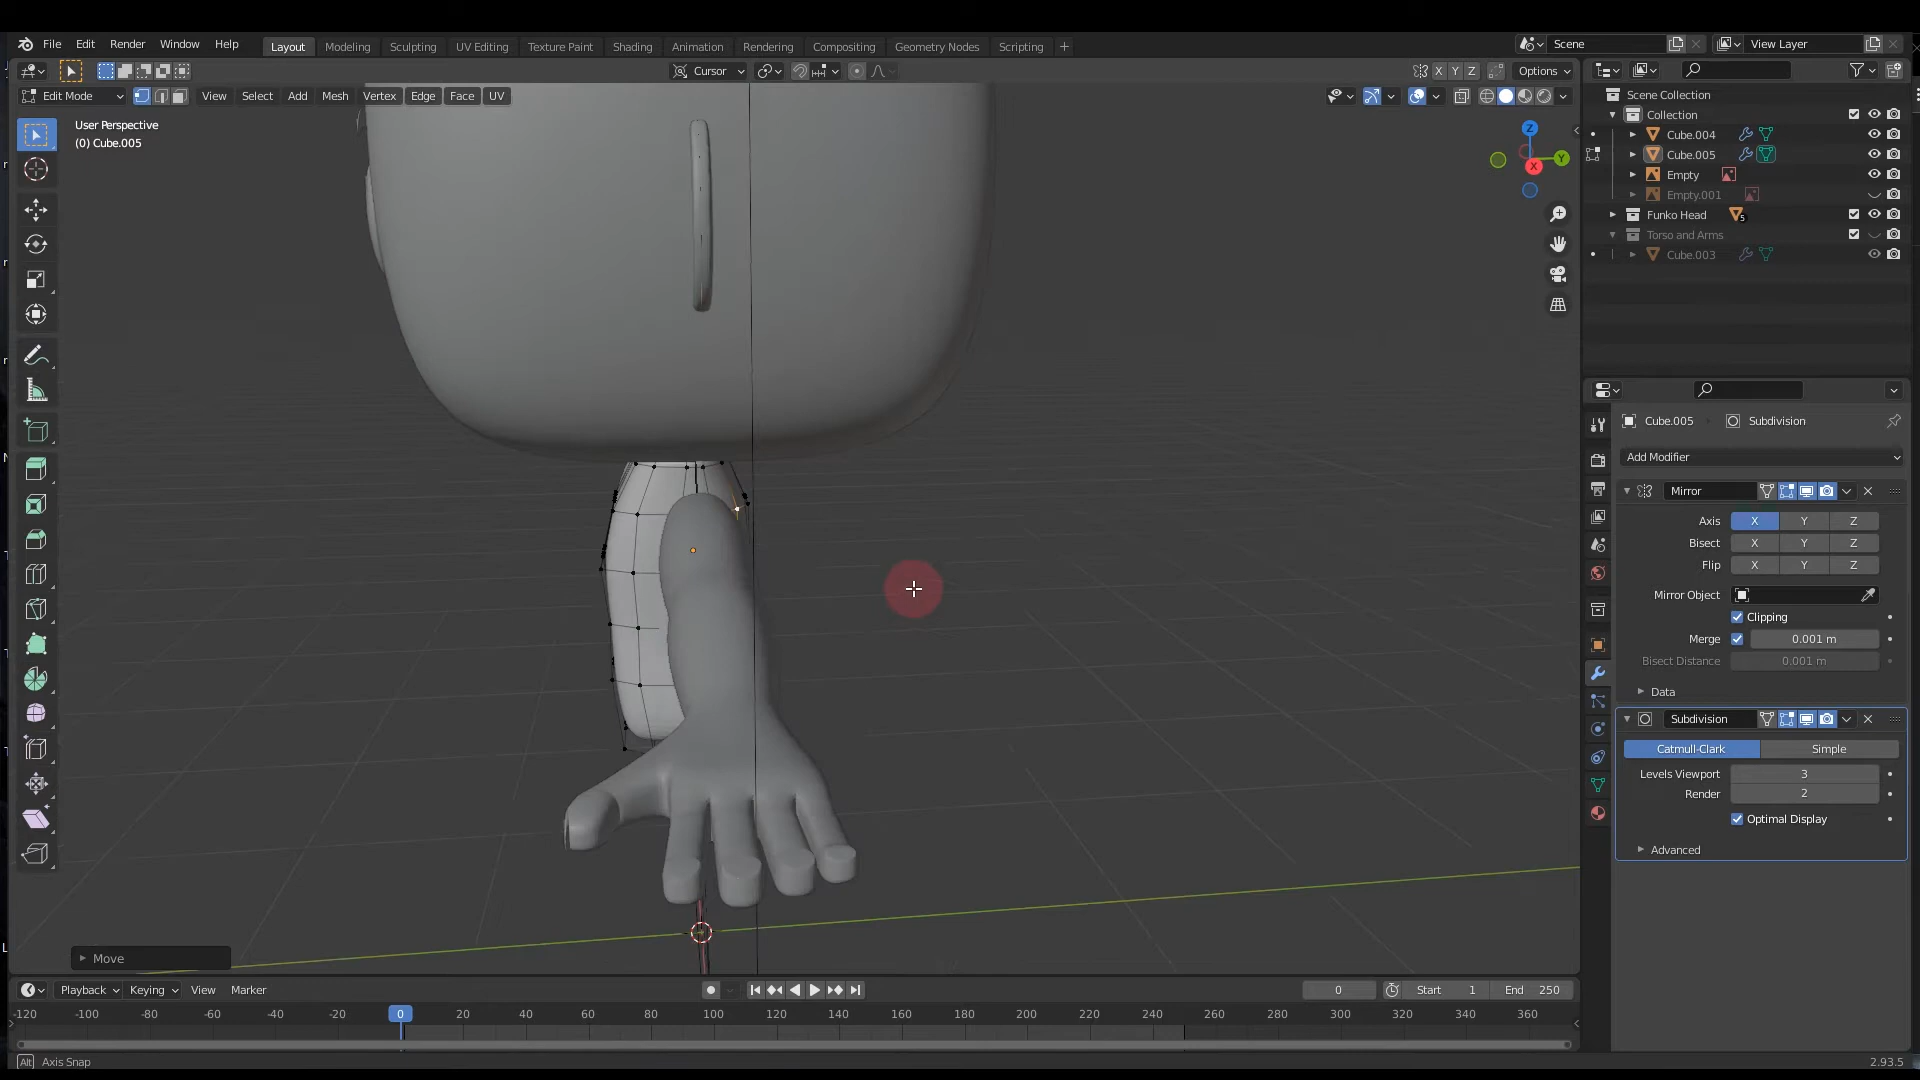 File Edit Render Window Help Layout Modeling Sculpting UV Editing Texture Paint Shading Animation Rendering Compositing Geometry Nodes Scripting + Scene View Layer
Cursor X Y Z Options
Edit Mode View Select Add Mesh Vertex Edge Face UV
User Perspective
(0) Cube.005
Z
Y
X
Scene Collection
Collection
Cube.004
Cube.005
Empty
Empty.001
Funko Head 5
Torso and Arms
Cube.003
Cube.005 Subdivision
Add Modifier
Mirror
Axis X Y Z
Bisect X Y Z
Flip X Y Z
Mirror Object
Clipping
Merge 0.001 m
Bisect Distance 0.001 m
Data
Subdivision
Catmull-Clark Simple
Levels Viewport 3
Render 2
Optimal Display
Advanced
Move
Playback Keying View Marker 0 Start 1 End 250
-120 -100 -80 -60 -40 -20 0 20 40 60 80 100 120 140 160 180 200 220 240 260 280 300 320 340 360
Alt Axis Snap 2.93.5